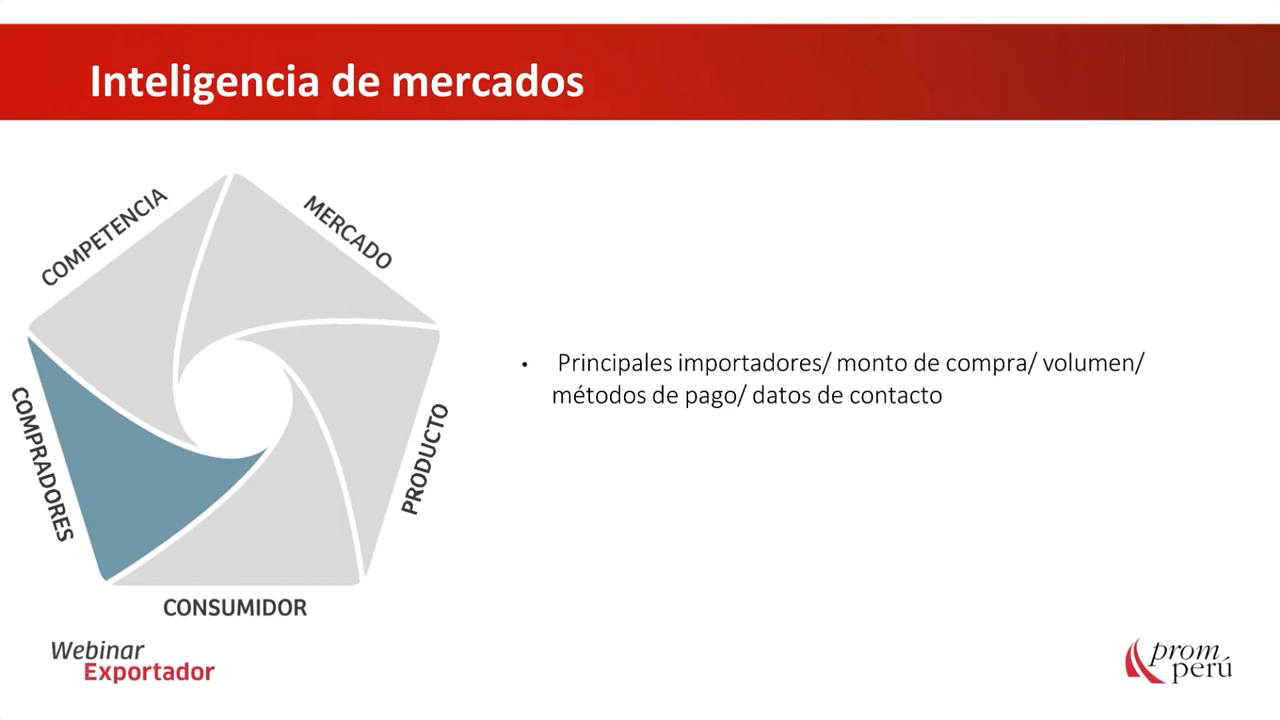 Inteligencia de mercados
COMPETENCIA
MERCADO
COMPRADORES
PRODUCTO
CONSUMIDOR
• Principales importadores/ monto de compra/ volumen/
métodos de pago/ datos de contacto
Webinar
Exportador
prom
perú